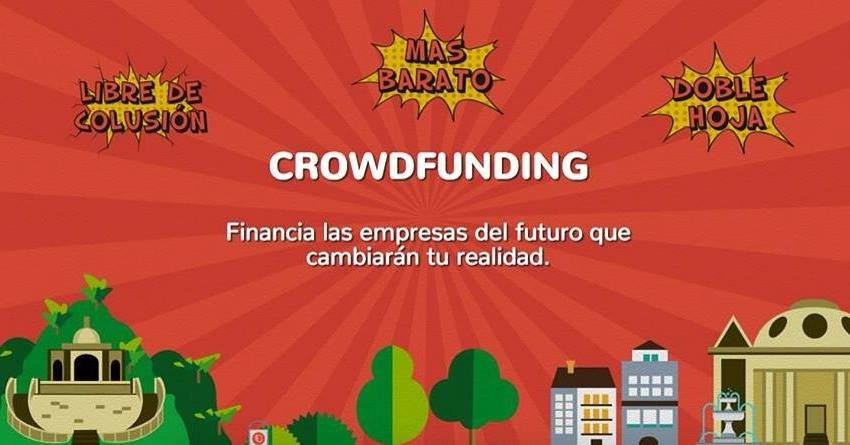 LIBRE DE
COLUSIÓN
MAS
BARATO
DOBLE
HOJA
CROWDFUNDING
Financia las empresas del futuro que
cambiarán tu realidad.